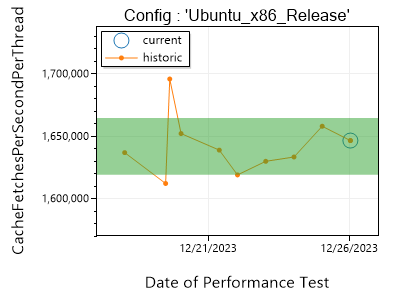 Config : 'Ubuntu_x86_Release'
current
historic
CacheFetchesPerSecondPerThread
1,700,000
1,650,000
1,600,000
12/21/2023
12/26/2023
Date of Performance Test